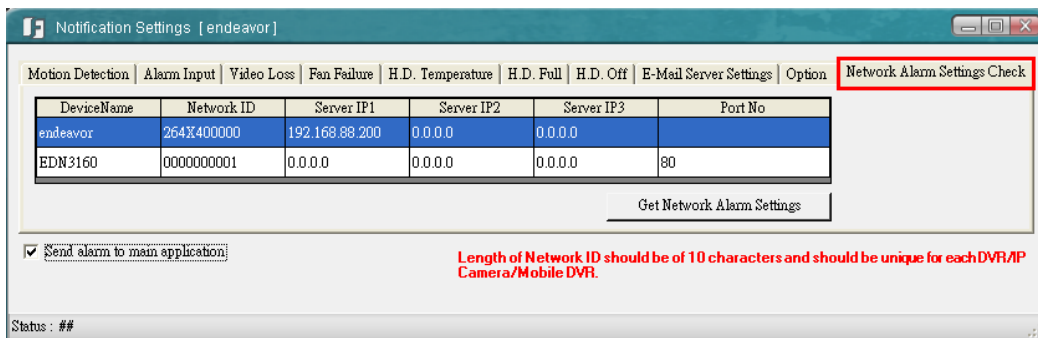 Notification Settings [endeavor]
Motion Detection Alarm Input Video Loss Fan Failure H.D. Temperature H.D. Full H.D. Off E-Mail Server Settings Option Network Alarm Settings Check
DeviceName Network ID Server IP1 Server IP2 Server IP3 Port No
endeavor 264X400000 192.168.88.200 0.0.0.0 0.0.0.0
EDN3160 0000000001 0.0.0.0 0.0.0.0 0.0.0.0 80
Get Network Alarm Settings
Send alarm to main application
Length of Network ID should be of 10 characters and should be unique for each DVR/IP
Camera/Mobile DVR.
Status : ##